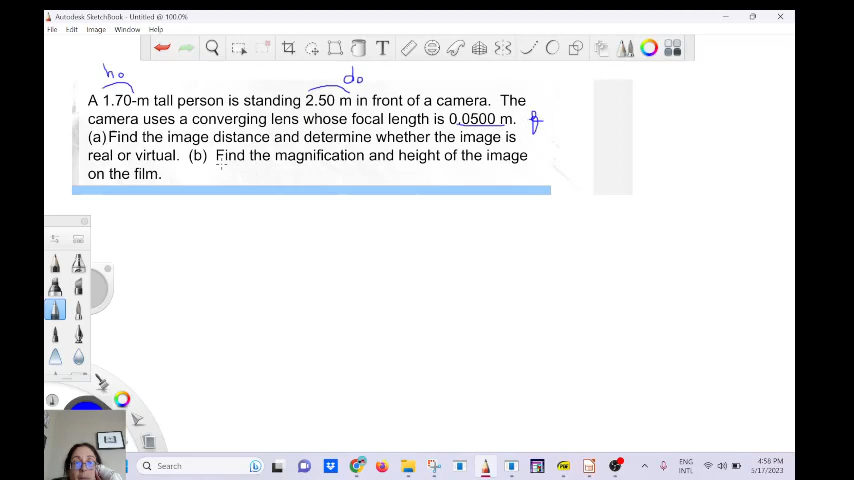 Autodesk SketchBook - Untitled @ 100.0%
File Edit Image Window Help
ho
do
A 1.70-m tall person is standing 2.50 m in front of a camera. The
camera uses a converging lens whose focal length is 0.0500 m. f
(a)Find the image distance and determine whether the image is
real or virtual. (b) Find the magnification and height of the image
on the film.
Search
ENG
INTL
4:58 PM
5/17/2023